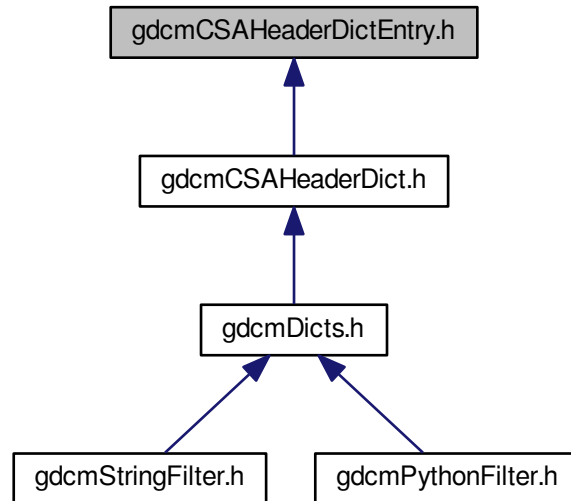 gdcmCSAHeaderDictEntry.h
gdcmCSAHeaderDict.h
gdcmDicts.h
gdcmStringFilter.h
gdcmPythonFilter.h